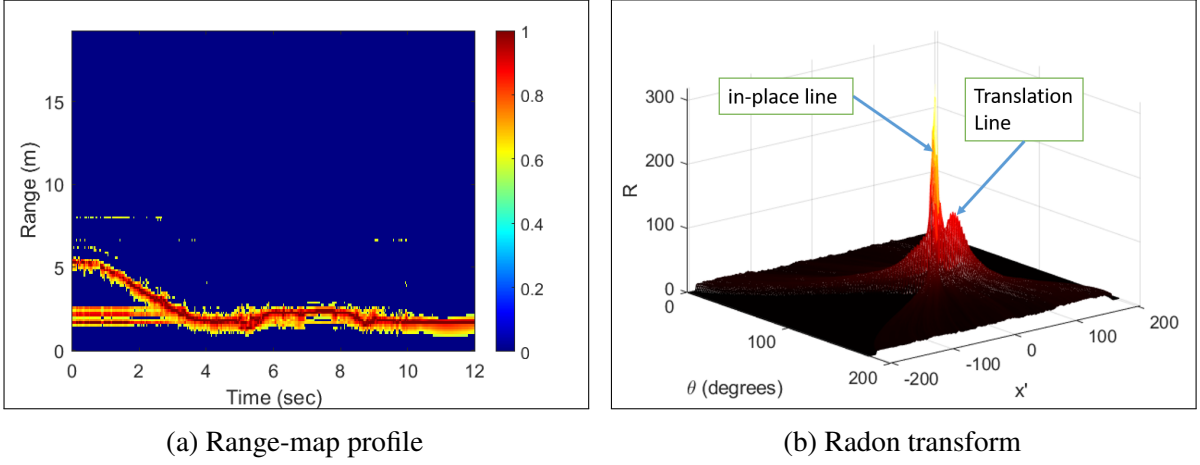 15
10
5
0
Range (m)
0
2
4
6
8
10
12
Time (sec)
1
0.8
0.6
0.4
0.2
0
(a) Range-map profile
in-place line
Translation
Line
300
200
100
0
R
0
100
200
θ (degrees)
-200
-100
0
100
200
x'
(b) Radon transform